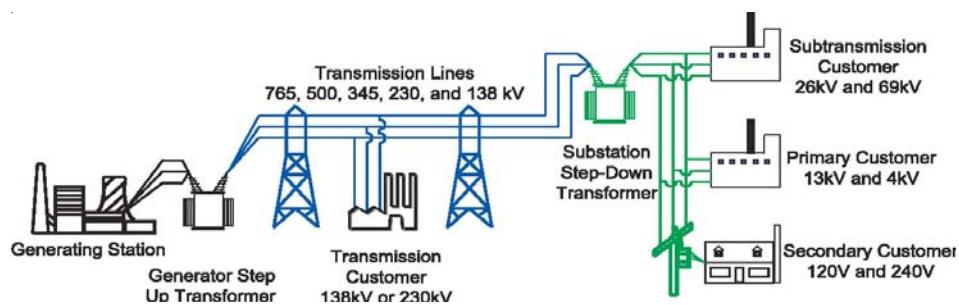 Transmission Lines
765, 500, 345, 230, and 138 kV
Subtransmission
Customer
26kV and 69kV
Substation
Step-Down
Transformer
Primary Customer
13kV and 4kV
Generating Station
Generator Step
Up Transformer
Transmission
Customer
138kV or 230kV
Secondary Customer
120V and 240V